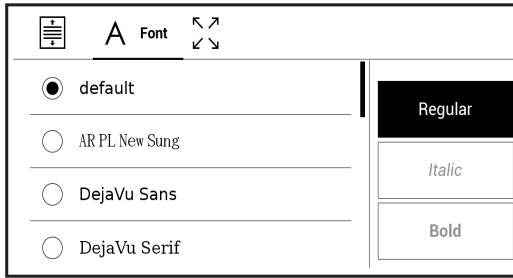 Font
default
AR PL New Sung
DejaVu Sans
DejaVu Serif
Regular
Italic
Bold